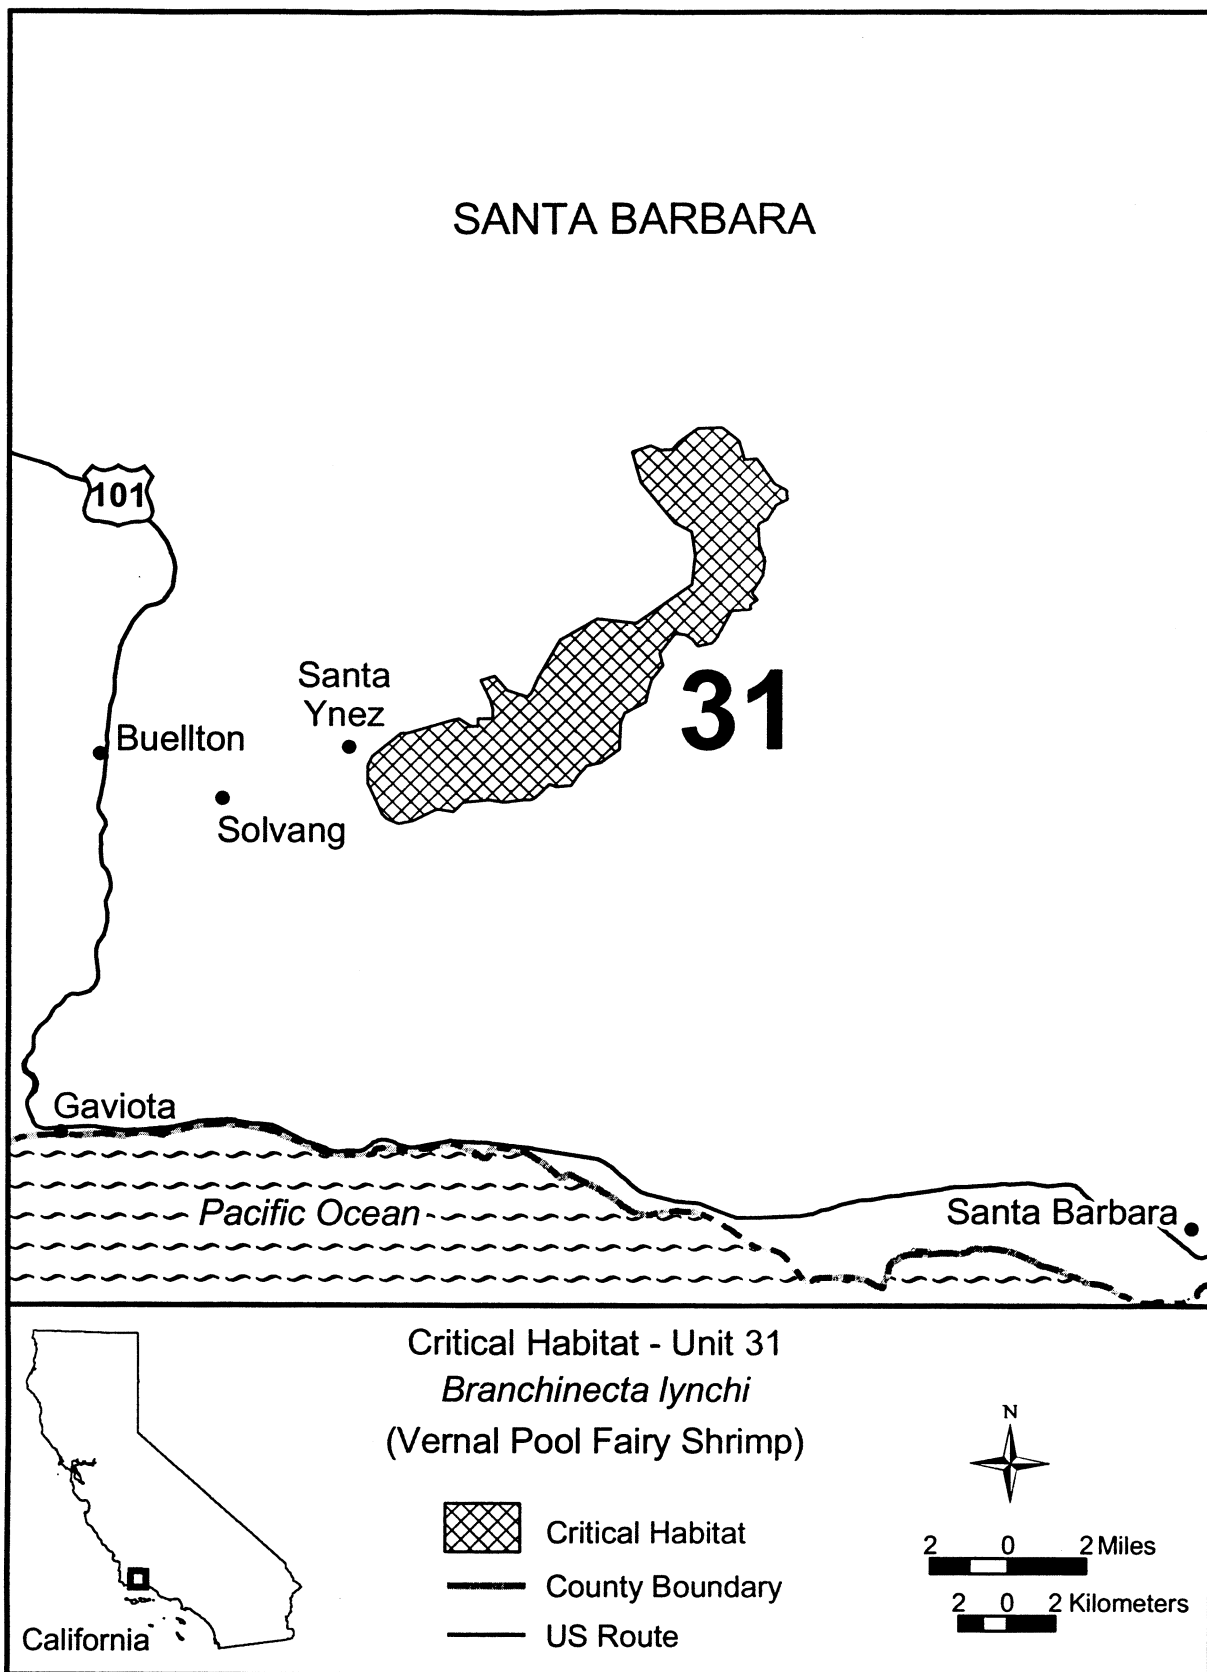 SANTA BARBARA
101
Santa
Ynez
Buellton
Solvang
31
Gaviota
Pacific Ocean
Santa Barbara
Critical Habitat - Unit 31
Branchinecta lynchi
(Vernal Pool Fairy Shrimp)
N
Critical Habitat
County Boundary
US Route
2 0 2 Miles
2 0 2 Kilometers
California